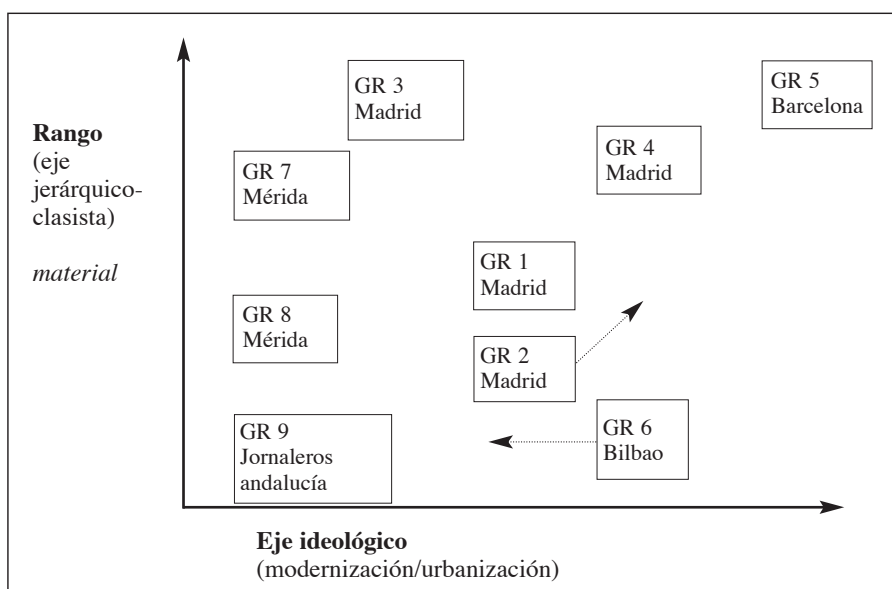 Rango
(eje
jerárquico-
clasista)
material
GR 3
Madrid
GR 5
Barcelona
GR 4
Madrid
GR 7
Mérida
GR 1
Madrid
GR 8
Mérida
GR 2
Madrid
GR 9
Jornaleros
andalucía
GR 6
Bilbao
Eje ideológico
(modernización/urbanización)